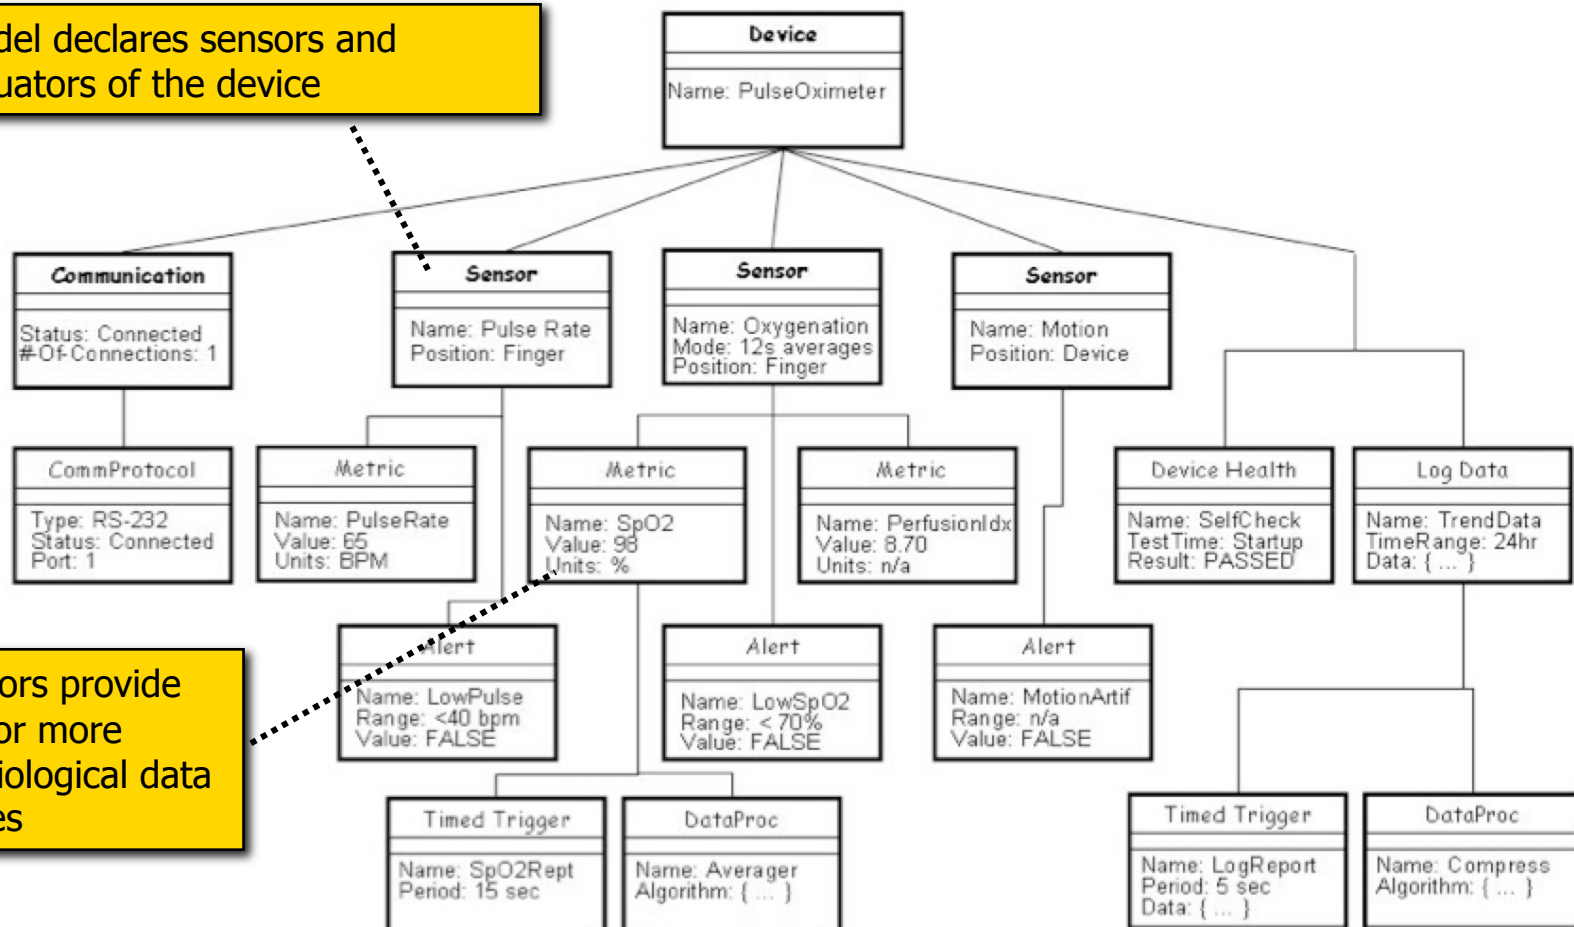 del declares sensors and
uators of the device
Device
Name: PulseOximeter
Communication
Status: Connected
#-Of-Connections: 1
Sensor
Name: Pulse Rate
Position: Finger
Sensor
Name: Oxygenation
Mode: 12s averages
Position: Finger
Sensor
Name: Motion
Position: Device
CommProtocol
Type: RS-232
Status: Connected
Port: 1
Metric
Name: PulseRate
Value: 65
Units: BPM
Metric
Name: SpO2
Value: 98
Units: %
Metric
Name: PerfusionIdx
Value: 8.70
Units: n/a
Device Health
Name: SelfCheck
TestTime: Startup
Result: PASSED
Log Data
Name: TrendData
TimeRange: 24hr
Data: { ... }
ors provide
or more
iological data
es
Alert
Name: LowPulse
Range: <40 bpm
Value: FALSE
Alert
Name: LowSpO2
Range: < 70%
Value: FALSE
Alert
Name: MotionArtif
Range: n/a
Value: FALSE
Timed Trigger
Name: SpO2Rept
Period: 15 sec
DataProc
Name: Averager
Algorithm: { ... }
Timed Trigger
Name: LogReport
Period: 5 sec
Data: { ... }
DataProc
Name: Compress
Algorithm: { ... }